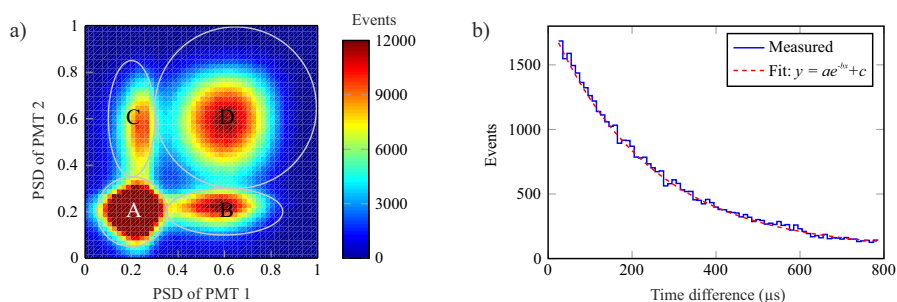 a)
Events
1
0.8
0.6
0.4
0.2
0
0 0.2 0.4 0.6 0.8 1
PSD of PMT 2
PSD of PMT 1
C
D
A
B
12000
9000
6000
3000
0
b)
Measured
Fit: y = ae^-bx+c
1500
1000
500
0
0 200 400 600 800
Events
Time difference (µs)